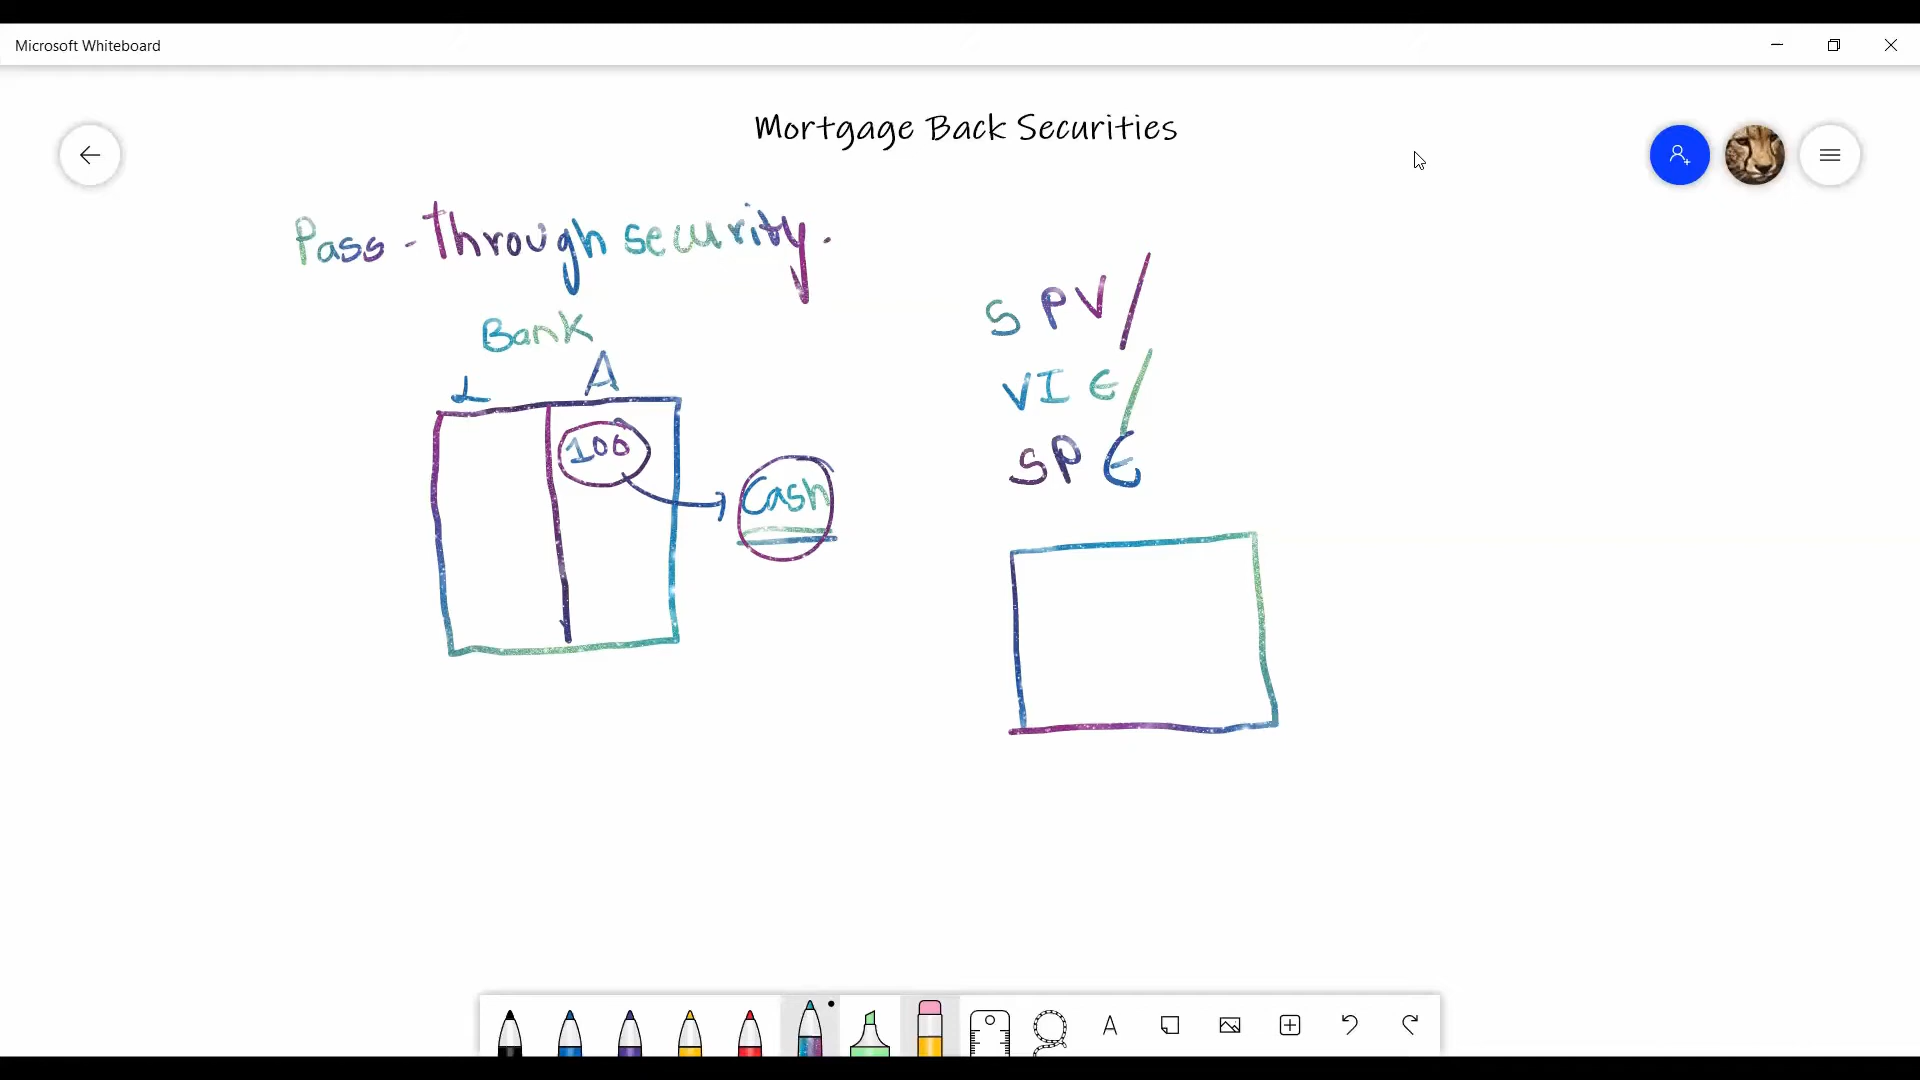 Microsoft Whiteboard
Mortgage Back Securities
Pass - Through security.
Bank
L A
100
Cash
SPV/
VIE/
SPE
A